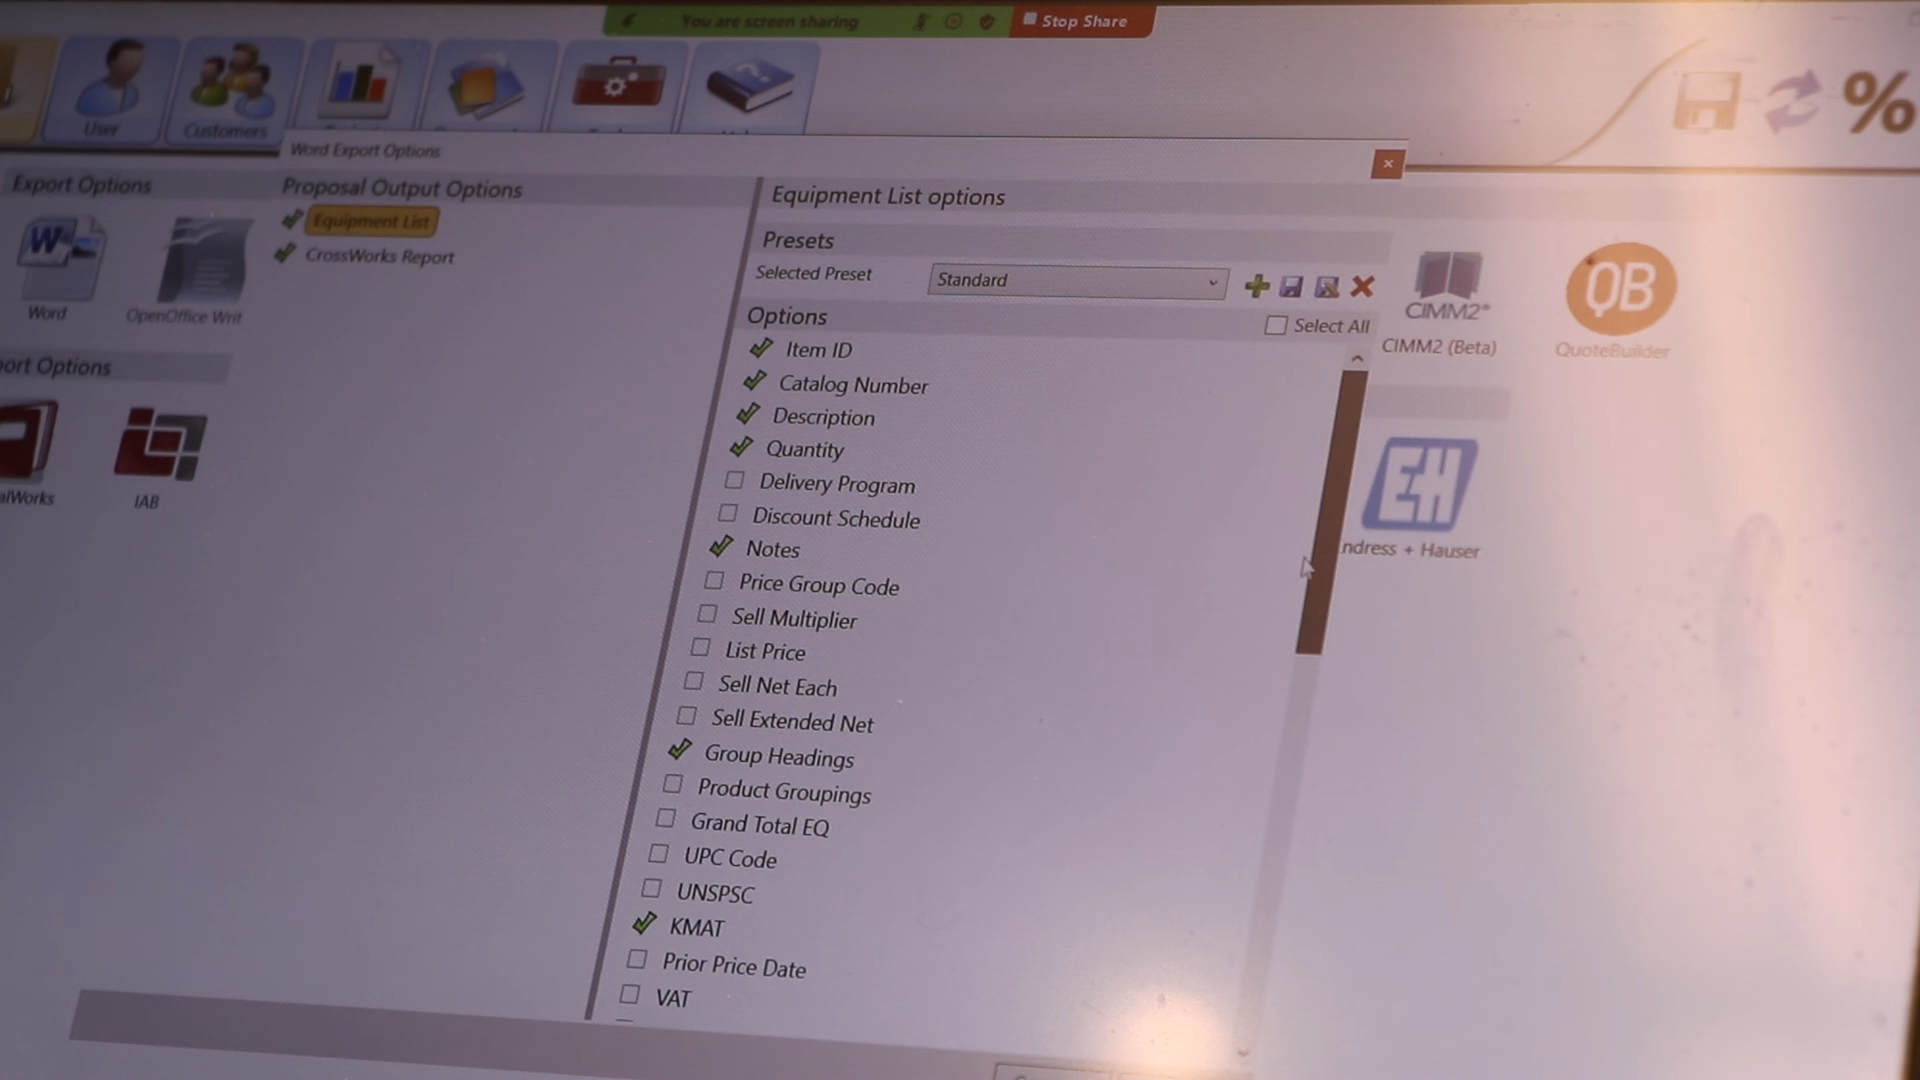 You are screen sharing
Stop Share
User
Customers
%
Word Export Options
Export Options
Proposal Output Options
Equipment List
CrossWorks Report
Word
OpenOffice Writ
ort Options
alWorks
IAB
Equipment List options
Presets
Selected Preset
Standard
Options
Select All
Item ID
Catalog Number
Description
Quantity
Delivery Program
Discount Schedule
Notes
Price Group Code
Sell Multiplier
List Price
Sell Net Each
Sell Extended Net
Group Headings
Product Groupings
Grand Total EQ
UPC Code
UNSPSC
KMAT
Prior Price Date
VAT
CIMM2
CIMM2 (Beta)
QB
QuoteBuilder
EH
ndress + Hauser